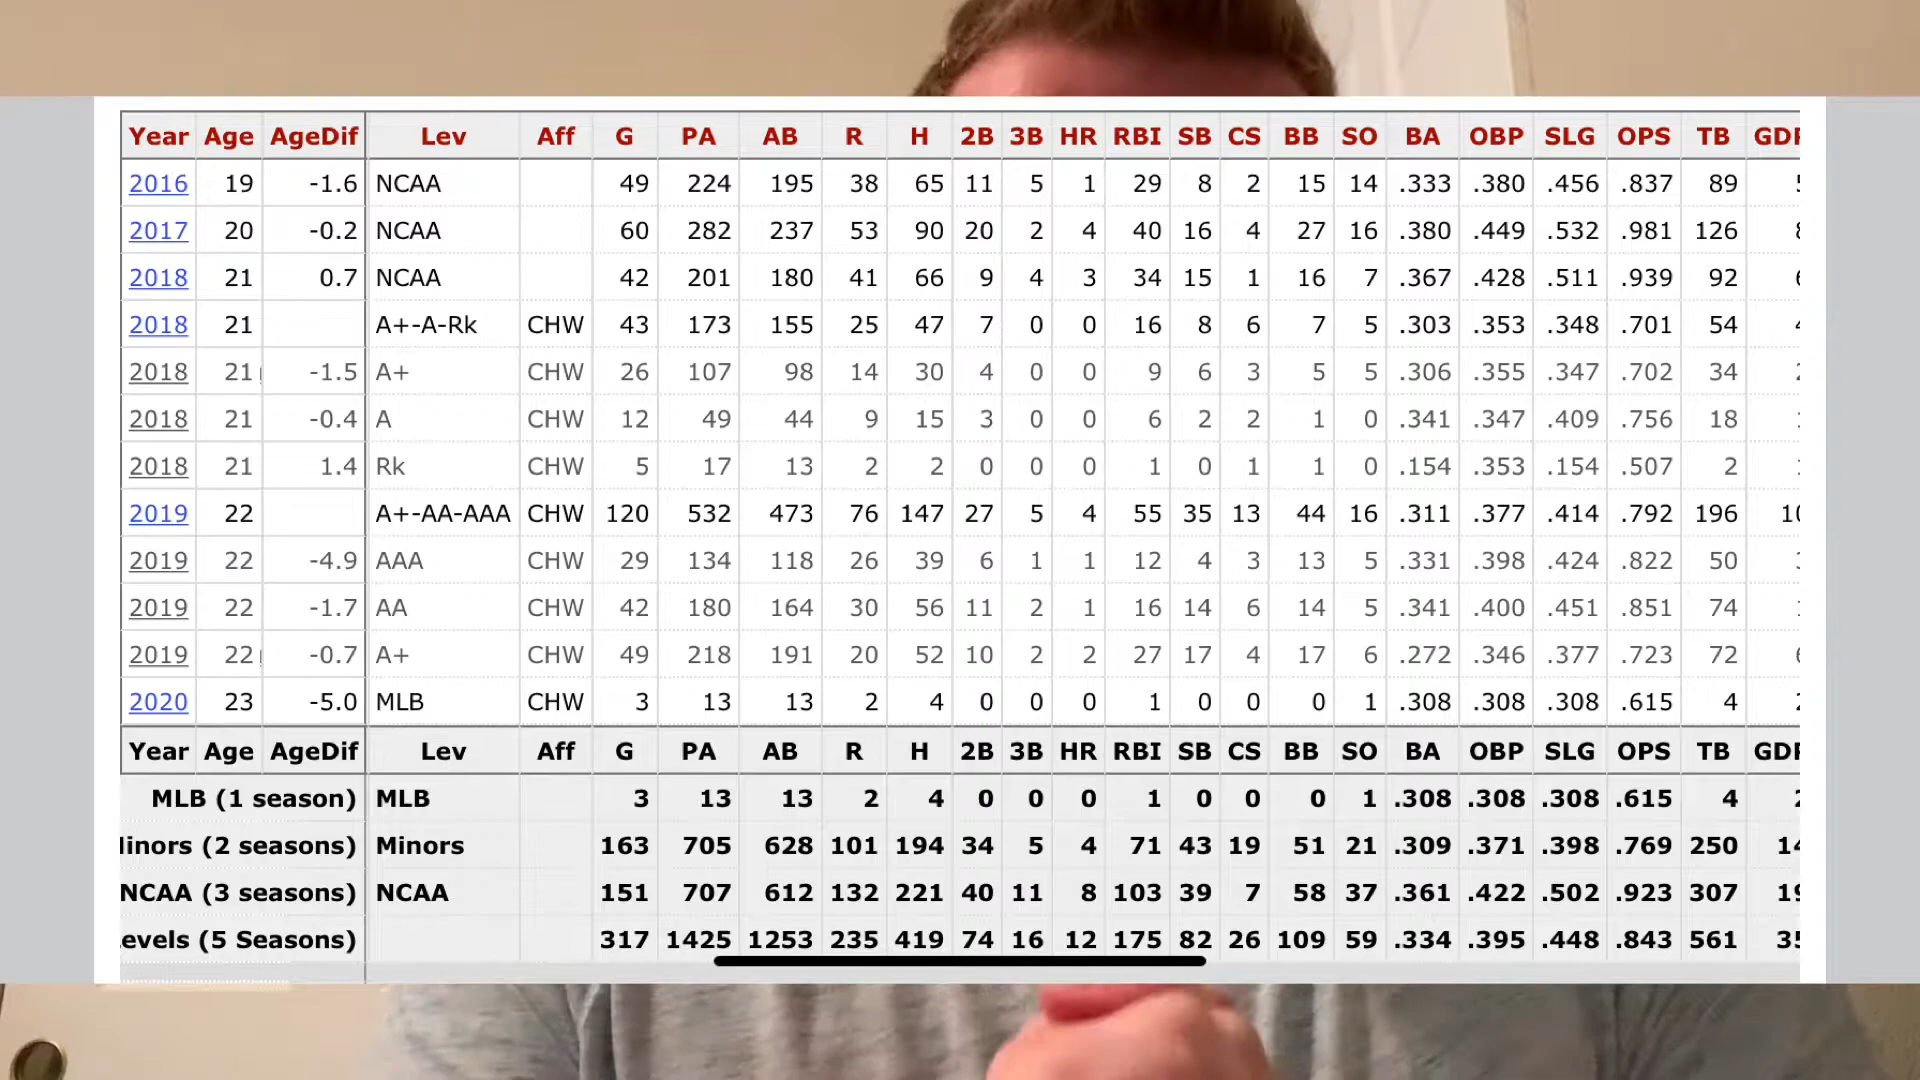 Year Age AgeDif Lev Aff G PA AB R H 2B 3B HR RBI SB CS BB SO BA OBP SLG OPS TB
2016 19 -1.6 NCAA 49 224 195 38 65 11 5 1 29 8 2 15 14 .333 .380 .456 .837 89
2017 20 -0.2 NCAA 60 282 237 53 90 20 2 4 40 16 4 27 16 .380 .449 .532 .981 126
2018 21 0.7 NCAA 42 201 180 41 66 9 4 3 34 15 1 16 7 .367 .428 .511 .939 92
2018 21 A+-A-Rk CHW 43 173 155 25 47 7 0 0 16 8 6 7 5 .303 .353 .348 .701 54
2018 21 -1.5 A+ CHW 26 107 98 14 30 4 0 0 9 6 3 5 5 .306 .355 .347 .702 34
2018 21 -0.4 A CHW 12 49 44 9 15 3 0 0 6 2 2 1 0 .341 .347 .409 .756 18
2018 21 1.4 Rk CHW 5 17 13 2 2 0 0 0 1 0 1 1 0 .154 .353 .154 .507 2
2019 22 A+-AA-AAA CHW 120 532 473 76 147 27 5 4 55 35 13 44 16 .311 .377 .414 .792 196
2019 22 -4.9 AAA CHW 29 134 118 26 39 6 1 1 12 4 3 13 5 .331 .398 .424 .822 50
2019 22 -1.7 AA CHW 42 180 164 30 56 11 2 1 16 14 6 14 5 .341 .400 .451 .851 74
2019 22 -0.7 A+ CHW 49 218 191 20 52 10 2 2 27 17 4 17 6 .272 .346 .377 .723 72
2020 23 -5.0 MLB CHW 3 13 13 2 4 0 0 0 1 0 0 0 1 .308 .308 .308 .615 4
Year Age AgeDif Lev Aff G PA AB R H 2B 3B HR RBI SB CS BB SO BA OBP SLG OPS TB
MLB (1 season) MLB 3 13 13 2 4 0 0 0 1 0 0 0 1 .308 .308 .308 .615 4
inors (2 seasons) Minors 163 705 628 101 194 34 5 4 71 43 19 51 21 .309 .371 .398 .769 250
NCAA (3 seasons) NCAA 151 707 612 132 221 40 11 8 103 39 7 58 37 .361 .422 .502 .923 307
evels (5 Seasons) 317 1425 1253 235 419 74 16 12 175 82 26 109 59 .334 .395 .448 .843 561